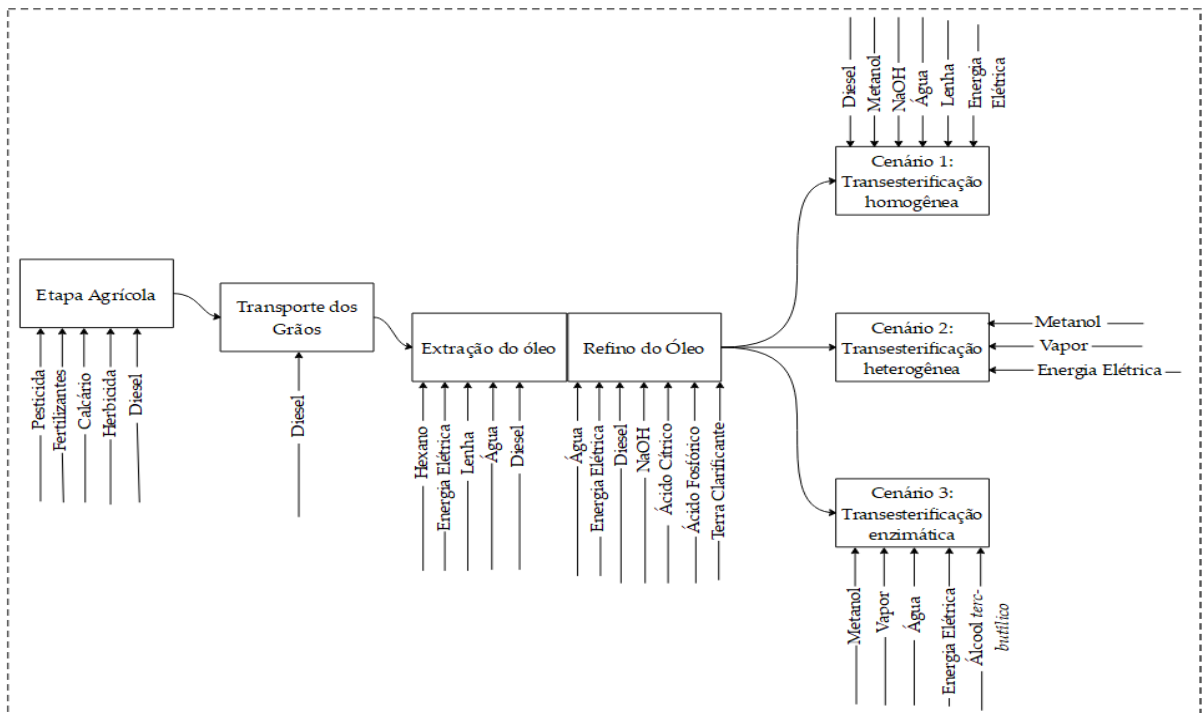 Diesel
Metanol
NaOH
Água
Lenha
Energia
Elétrica
Cenário 1:
Transesterificação
homogênea
Etapa Agrícola
Pesticida
Fertilizantes
Calcário
Herbicida
Diesel
Transporte dos
Grãos
Diesel
Extração do óleo
Hexano
Energia Elétrica
Lenha
Água
Diesel
Refino do Óleo
Água
Energia Elétrica
Diesel
NaOH
Ácido Cítrico
Ácido Fosfórico
Terra Clarificante
Cenário 2:
Transesterificação
heterogênea
Metanol
Vapor
Energia Elétrica
Cenário 3:
Transesterificação
enzimática
Metanol
Vapor
Água
Energia Elétrica
Álcool terc-
butílico